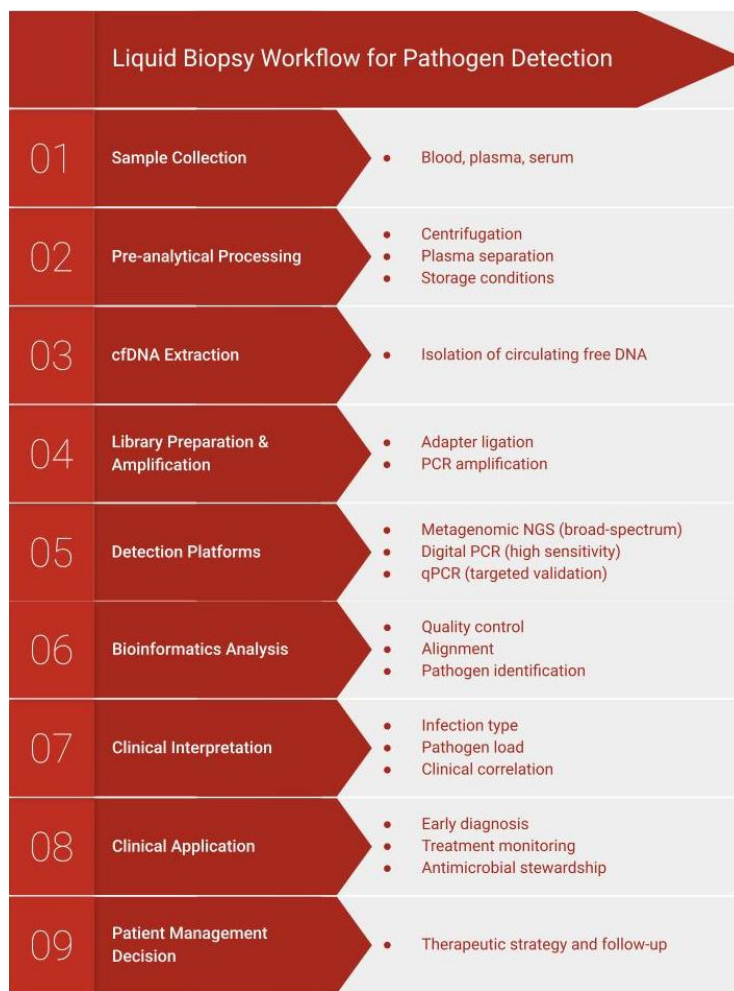 Liquid Biopsy Workflow for Pathogen Detection
01
Sample Collection
● Blood, plasma, serum
02
Pre-analytical Processing
● Centrifugation
● Plasma separation
● Storage conditions
03
cfDNA Extraction
● Isolation of circulating free DNA
04
Library Preparation &
Amplification
● Adapter ligation
● PCR amplification
05
Detection Platforms
● Metagenomic NGS (broad-spectrum)
● Digital PCR (high sensitivity)
● qPCR (targeted validation)
06
Bioinformatics Analysis
● Quality control
● Alignment
● Pathogen identification
07
Clinical Interpretation
● Infection type
● Pathogen load
● Clinical correlation
08
Clinical Application
● Early diagnosis
● Treatment monitoring
● Antimicrobial stewardship
09
Patient Management
Decision
● Therapeutic strategy and follow-up